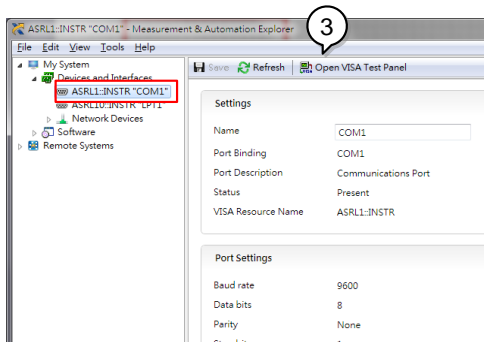 ASRL1::INSTR "COM1" - Measurement & Automation Explorer
3
File Edit View Tools Help
My System
Devices and Interfaces
ASRL1::INSTR "COM1"
ASRL10::INSTR "LPT1"
Network Devices
Software
Remote Systems
Save Refresh Open VISA Test Panel
Settings
Name COM1
Port Binding COM1
Port Description Communications Port
Status Present
VISA Resource Name ASRL1::INSTR
Port Settings
Baud rate 9600
Data bits 8
Parity None